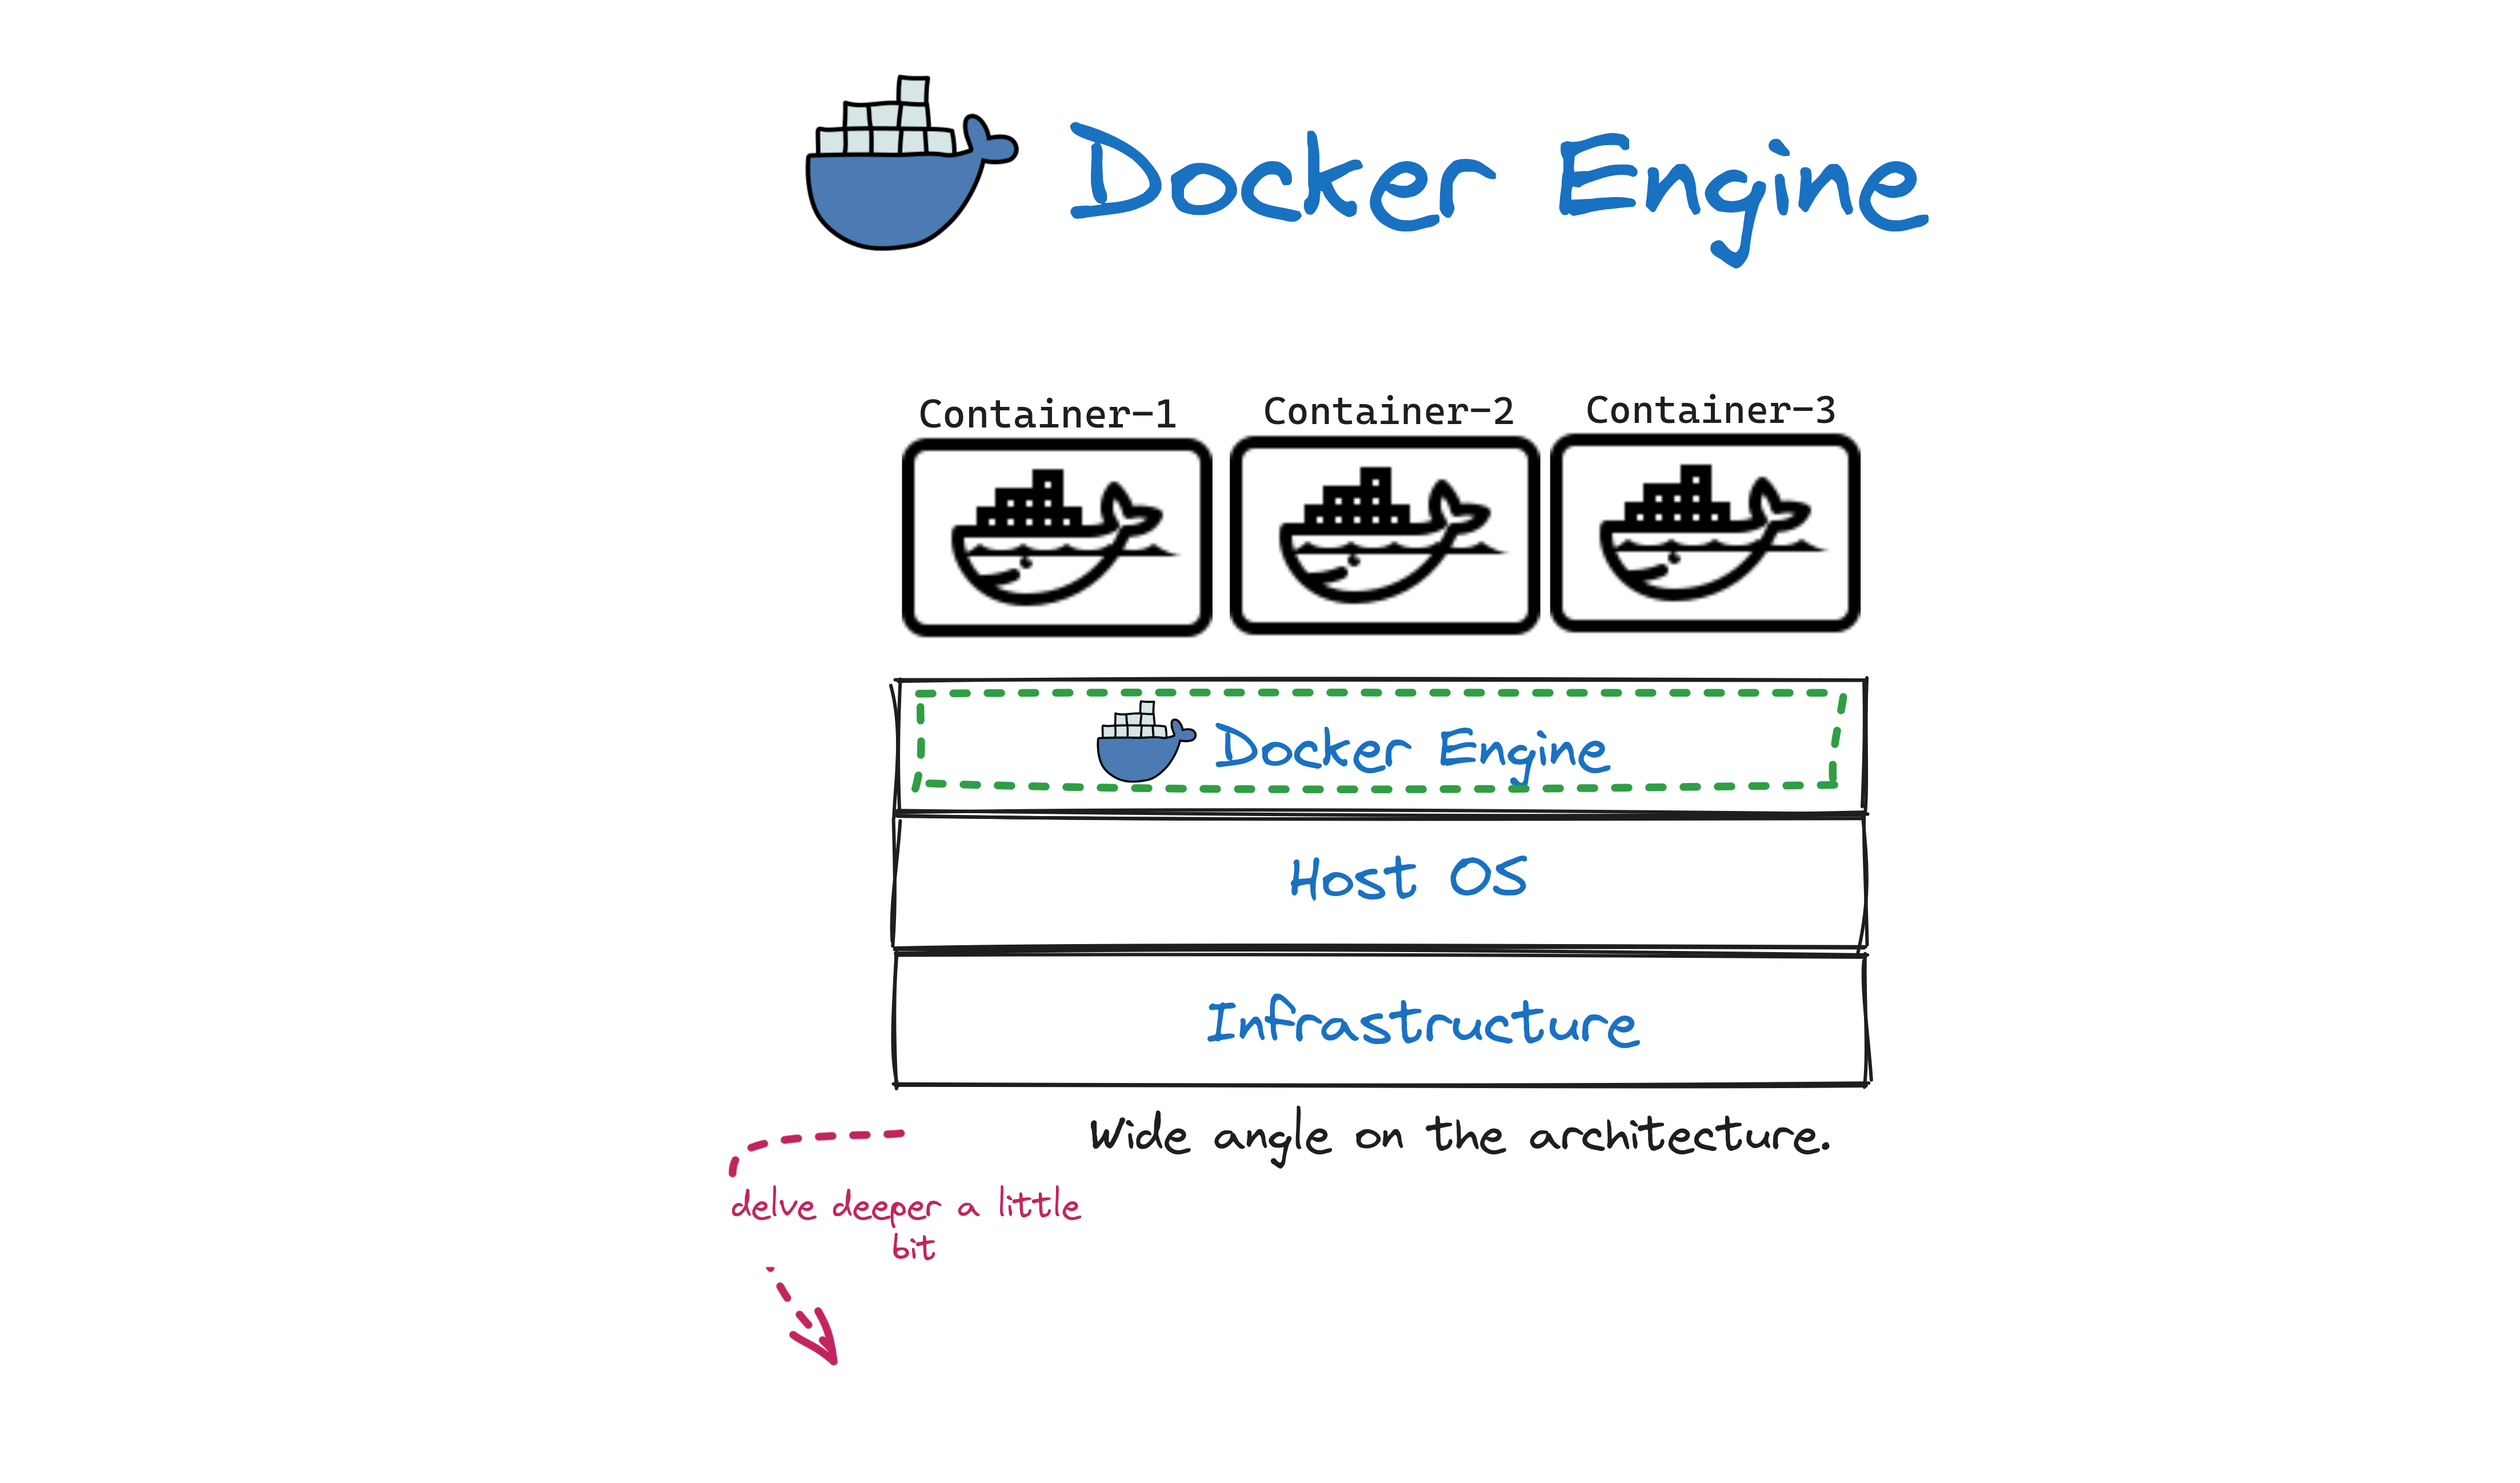 Docker Engine
Container-1
Container-2
Container-3
Docker Engine
Host OS
Infrastructure
Wide angle on the architecture.
delve deeper a little
bit